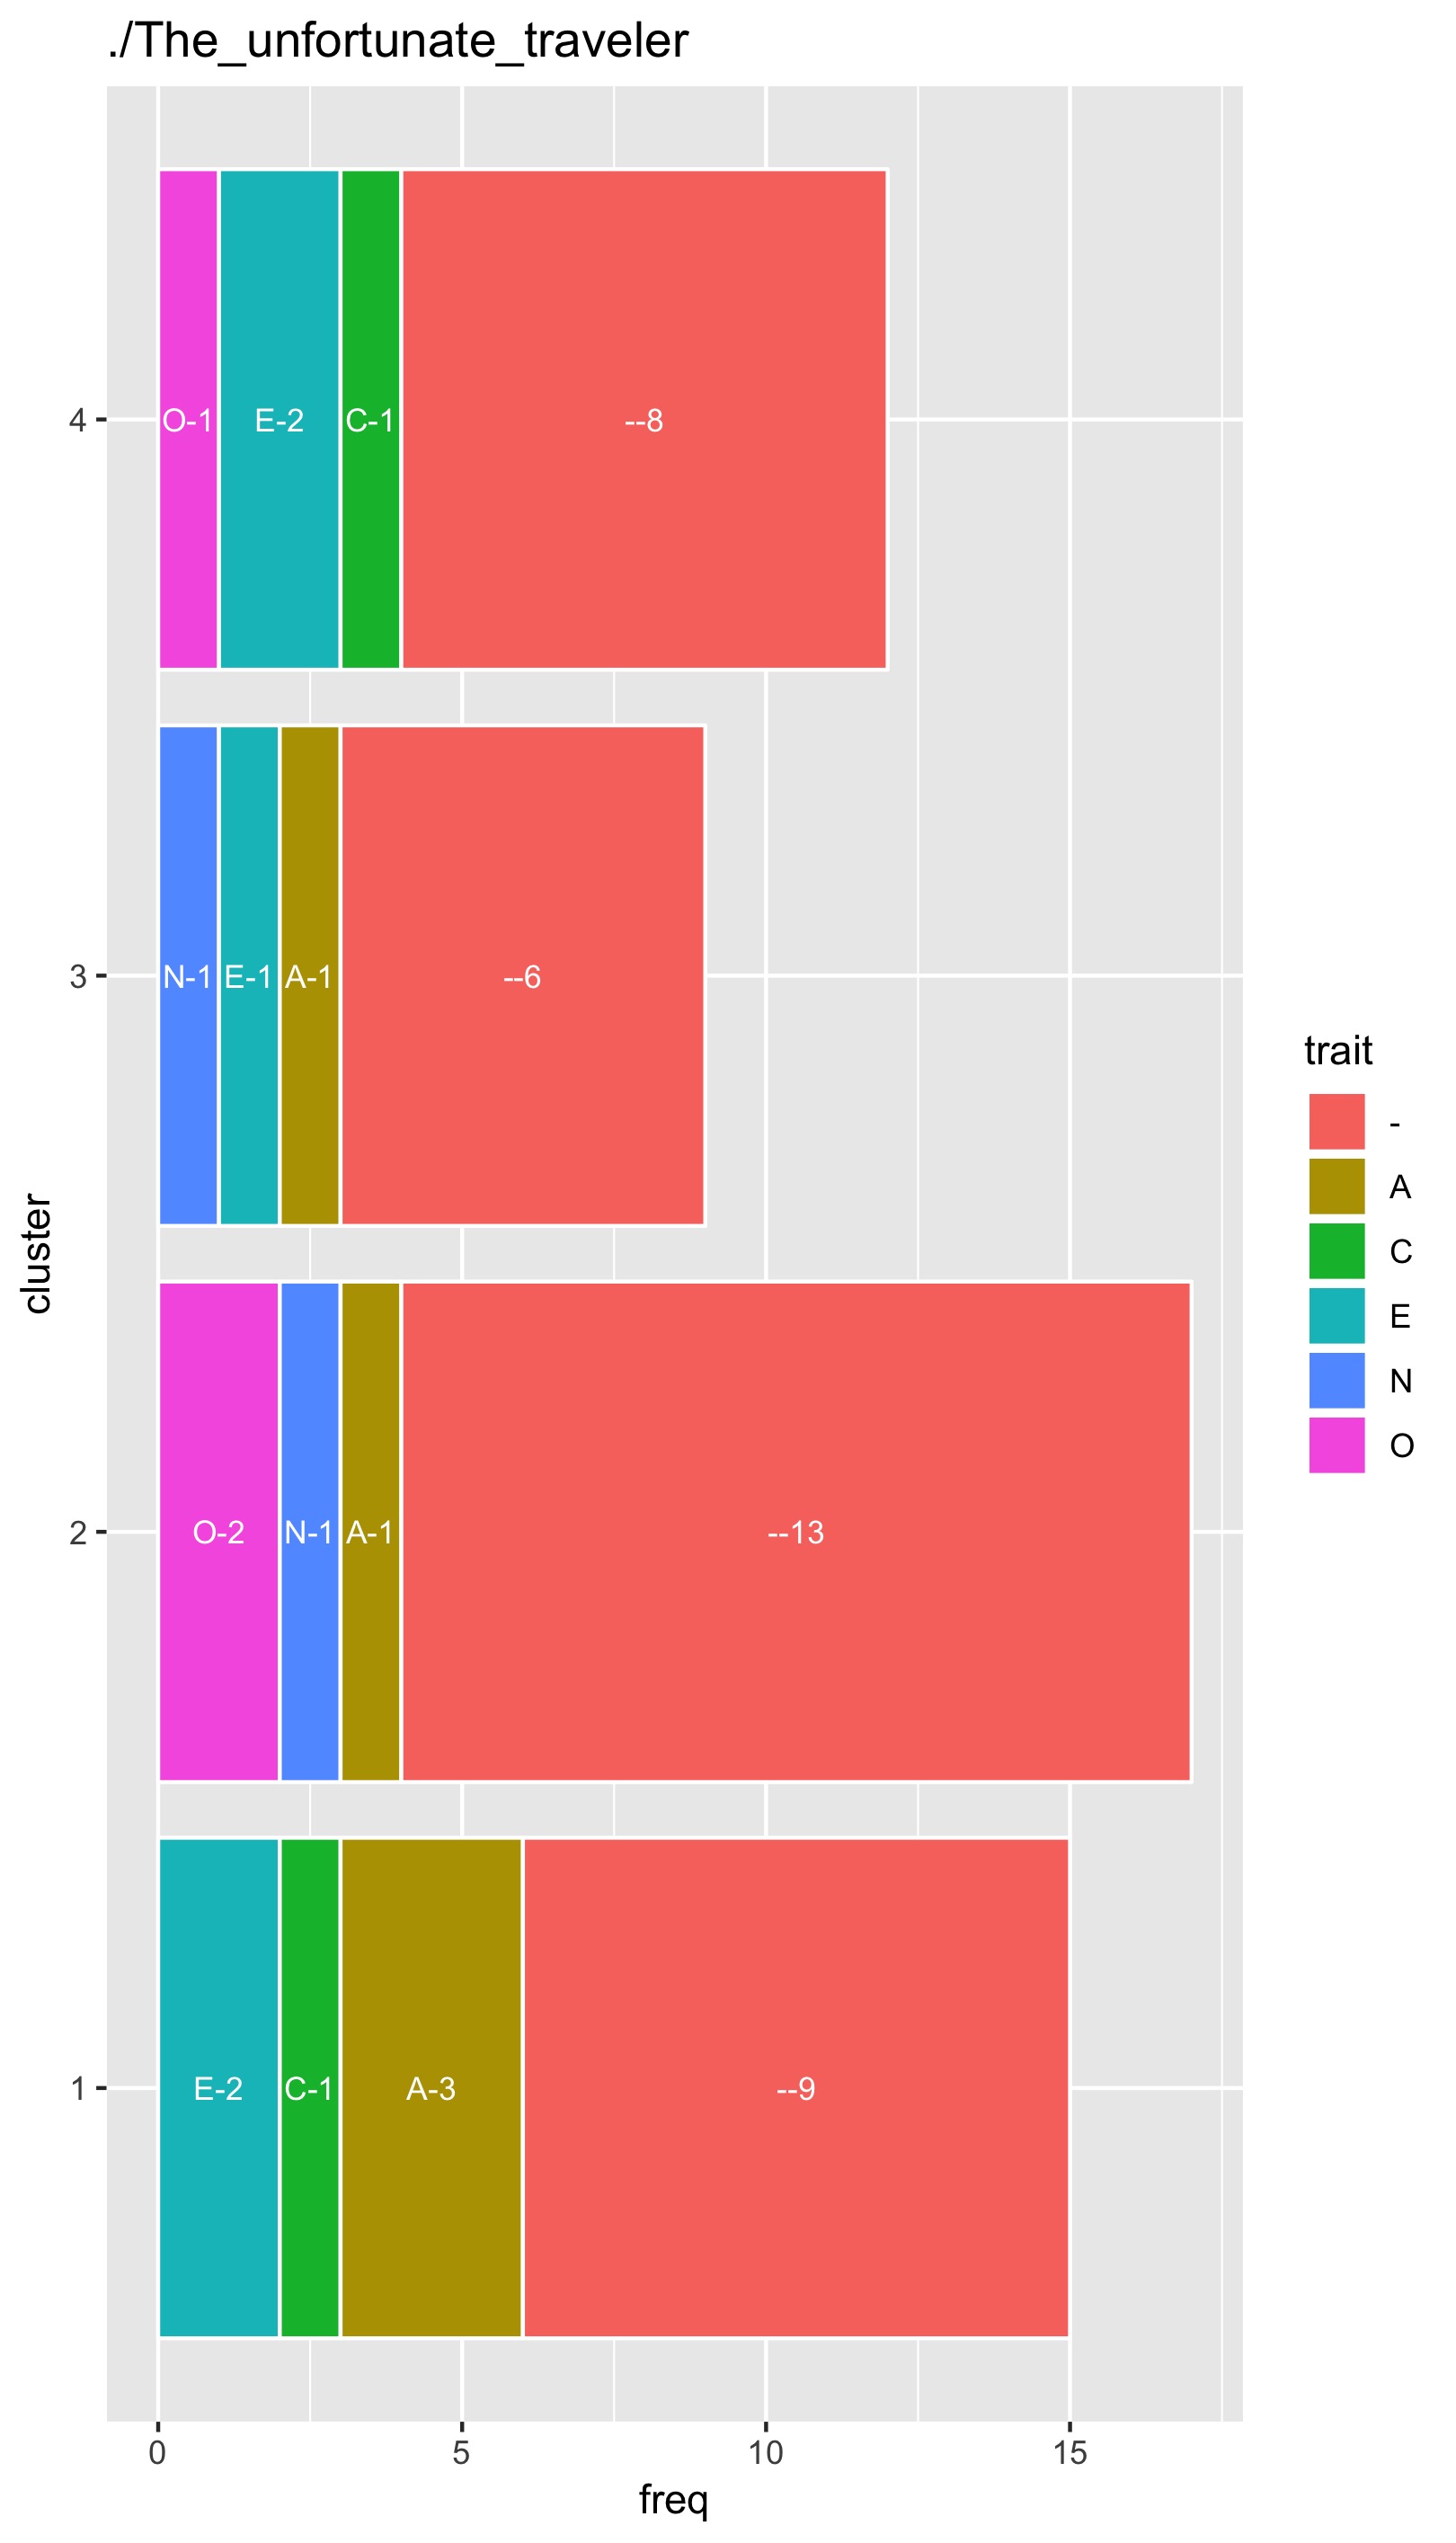 ./The_unfortunate_traveler
4
O-1 E-2 C-1 --8
3
N-1 E-1 A-1 --6
2
O-2 N-1 A-1 --13
1
E-2 C-1 A-3 --9
cluster
0 5 10 15
freq
trait
-
A
C
E
N
O